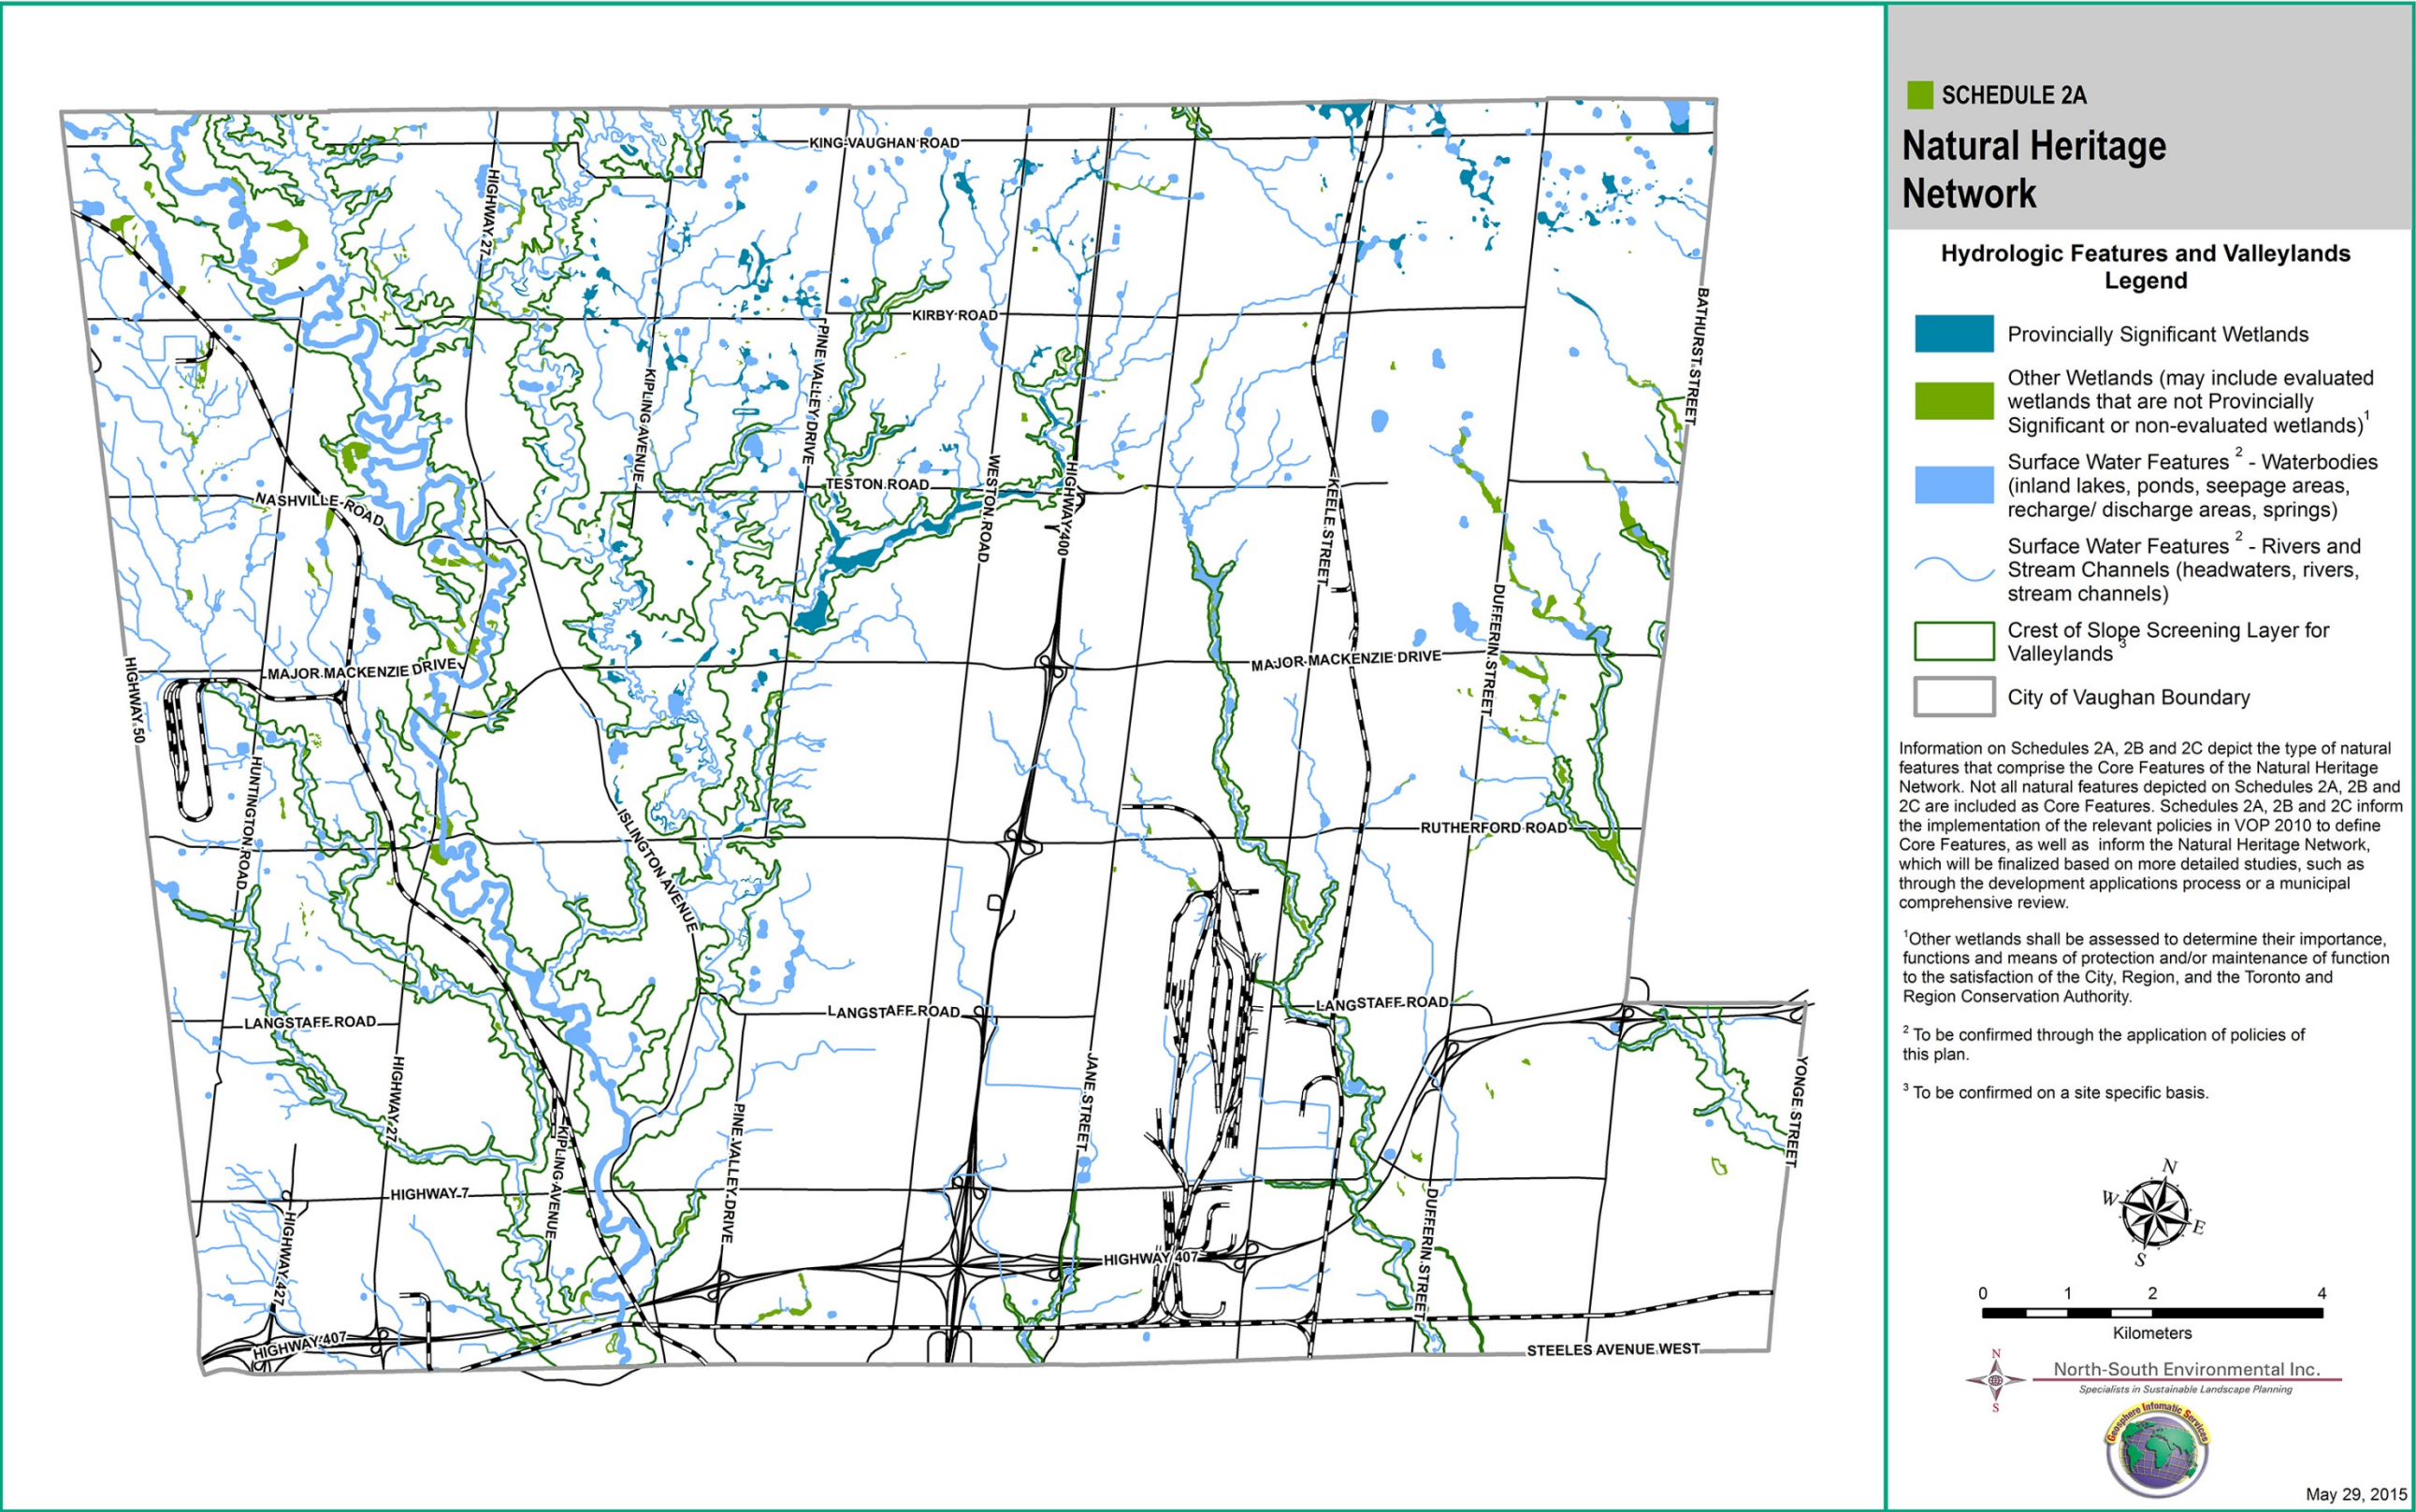 KING-VAUGHAN ROAD
HIGHWAY 27
KIRBY ROAD
BATHURST STREET
PINE VALLEY DRIVE
KIPLING AVENUE
WESTON ROAD
HIGHWAY 400
TESTON ROAD
KEELE STREET
NASHVILLE ROAD
DUFFERIN STREET
MAJOR MACKENZIE DRIVE
MAJOR MACKENZIE DRIVE
HIGHWAY 50
HUNTINGTON ROAD
ISLINGTON AVENUE
RUTHERFORD ROAD
LANGSTAFF ROAD
LANGSTAFF ROAD
LANGSTAFF ROAD
HIGHWAY 27
JANE STREET
YONGE STREET
KIPLING AVENUE
PINE VALLEY DRIVE
HIGHWAY 7
HIGHWAY 427
DUFFERIN STREET
HIGHWAY 407
HIGHWAY 407
STEELES AVENUE WEST
SCHEDULE 2A
Natural Heritage
Network
Hydrologic Features and Valleylands
Legend
Provincially Significant Wetlands
Other Wetlands (may include evaluated
wetlands that are not Provincially
Significant or non-evaluated wetlands)1
Surface Water Features 2 - Waterbodies
(inland lakes, ponds, seepage areas,
recharge/ discharge areas, springs)
Surface Water Features 2 - Rivers and
Stream Channels (headwaters, rivers,
stream channels)
Crest of Slope Screening Layer for
Valleylands 3
City of Vaughan Boundary
Information on Schedules 2A, 2B and 2C depict the type of natural
features that comprise the Core Features of the Natural Heritage
Network. Not all natural features depicted on Schedules 2A, 2B and
2C are included as Core Features. Schedules 2A, 2B and 2C inform
the implementation of the relevant policies in VOP 2010 to define
Core Features, as well as inform the Natural Heritage Network,
which will be finalized based on more detailed studies, such as
through the development applications process or a municipal
comprehensive review.
1Other wetlands shall be assessed to determine their importance,
functions and means of protection and/or maintenance of function
to the satisfaction of the City, Region, and the Toronto and
Region Conservation Authority.
2 To be confirmed through the application of policies of
this plan.
3 To be confirmed on a site specific basis.
N
W
E
S
0 1 2 4
Kilometers
N
North-South Environmental Inc.
Specialists in Sustainable Landscape Planning
S
Geosphere Infomatic Services
May 29, 2015